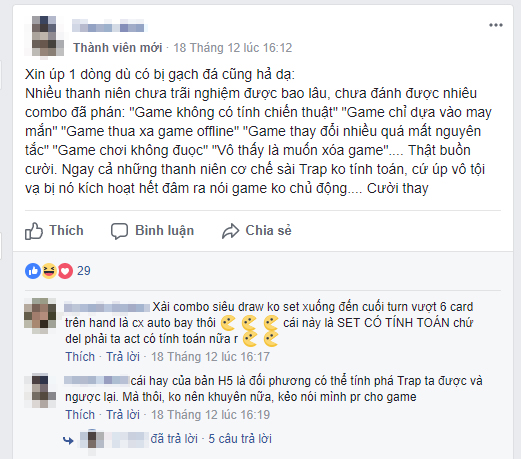 Thành viên mới · 18 Tháng 12 lúc 16:12
Xin úp 1 dòng dù có bị gạch đá cũng hả dạ:
Nhiều thanh niên chưa trãi nghiệm được bao lâu, chưa đánh được nhiêu
combo đã phán: "Game không có tính chiến thuật" "Game chỉ dựa vào may
mắn" "Game thua xa game offline" "Game thay đổi nhiều quá mất nguyên
tắc" "Game chơi không đuọc" "Vô thấy là muốn xóa game".... Thật buồn
cười. Ngay cả những thanh niên cơ chế sài Trap ko tính toán, cứ úp vô tội
vạ bị nó kích hoạt hết đâm ra nói game ko chủ động.... Cười thay
Thích Bình luận Chia sẻ
29
Xải combo siêu draw ko set xuống đến cuối turn vượt 6 card
trên hand là cx auto bay thôi cái này là SET CÓ TÍNH TOÁN chứ
del phải ta act có tính toán nữa r
Thích · Trả lời · 18 Tháng 12 lúc 16:17
cái hay của bản H5 là đối phương có thể tính phá Trap ta được và
ngược lại. Mà thôi, ko nên khuyên nữa, kẻo nói mình pr cho game
Thích · Trả lời · 18 Tháng 12 lúc 16:19
đã trả lời · 5 câu trả lời